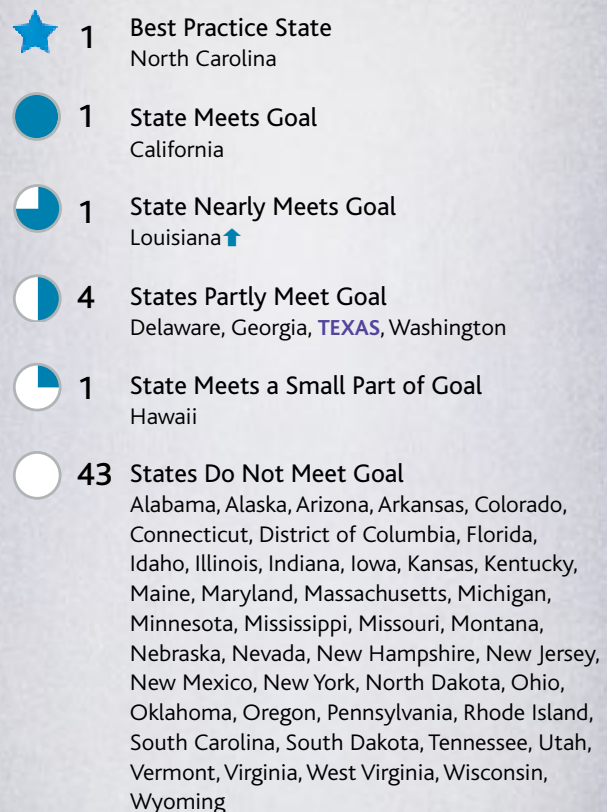 1 Best Practice State
North Carolina
1 State Meets Goal
California
1 State Nearly Meets Goal
Louisiana⬆
4 States Partly Meet Goal
Delaware, Georgia, TEXAS, Washington
1 State Meets a Small Part of Goal
Hawaii
43 States Do Not Meet Goal
Alabama, Alaska, Arizona, Arkansas, Colorado,
Connecticut, District of Columbia, Florida,
Idaho, Illinois, Indiana, Iowa, Kansas, Kentucky,
Maine, Maryland, Massachusetts, Michigan,
Minnesota, Mississippi, Missouri, Montana,
Nebraska, Nevada, New Hampshire, New Jersey,
New Mexico, New York, North Dakota, Ohio,
Oklahoma, Oregon, Pennsylvania, Rhode Island,
South Carolina, South Dakota, Tennessee, Utah,
Vermont, Virginia, West Virginia, Wisconsin,
Wyoming